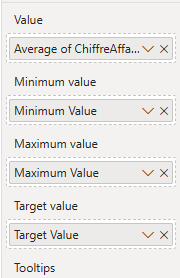 Value
Average of ChiffreAffa...
Minimum value
Minimum Value
Maximum value
Maximum Value
Target value
Target Value
Tooltips